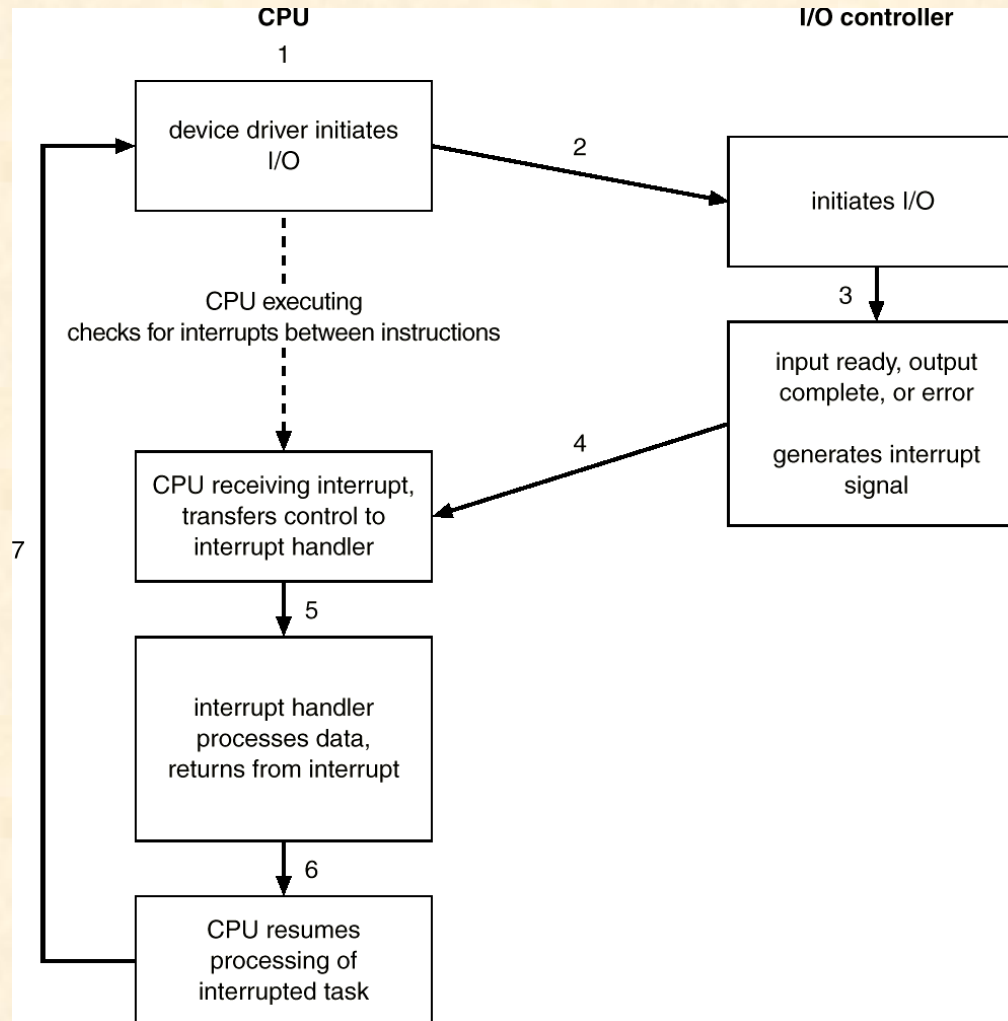 CPU
I/O controller
1
device driver initiates
I/O
2
initiates I/O
CPU executing
checks for interrupts between instructions
3
input ready, output
complete, or error
generates interrupt
signal
4
CPU receiving interrupt,
transfers control to
interrupt handler
7
5
interrupt handler
processes data,
returns from interrupt
6
CPU resumes
processing of
interrupted task